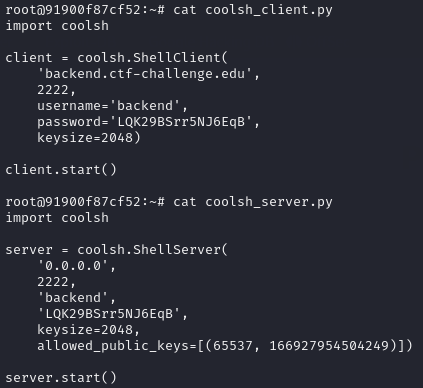 root@91900f87cf52:~# cat coolsh_client.py
import coolsh
client = coolsh.ShellClient(
'backend.ctf-challenge.edu',
2222,
username='backend',
password='LQK29BSrr5NJ6EqB',
keysize=2048)
client.start()
root@91900f87cf52:~# cat coolsh_server.py
import coolsh
server = coolsh.ShellServer(
'0.0.0.0',
2222,
'backend',
'LQK29BSrr5NJ6EqB',
keysize=2048,
allowed_public_keys=[(65537, 166927954504249)])
server.start()